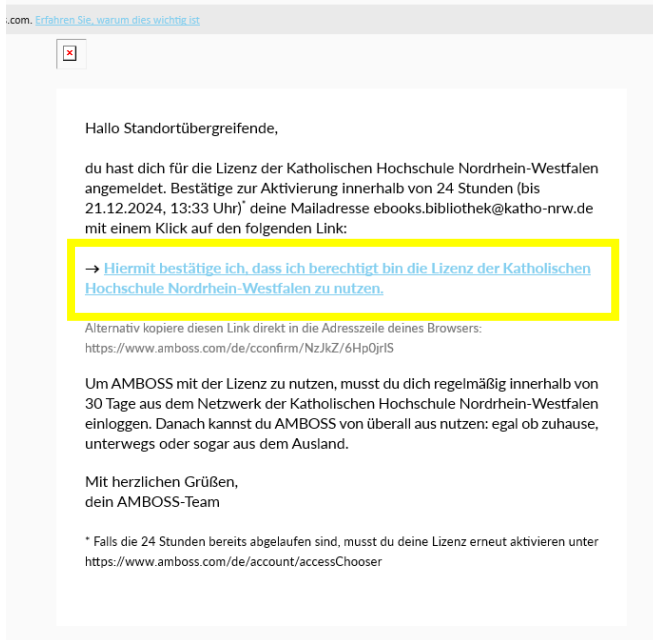 s.com. Erfahren Sie, warum dies wichtig ist
Hallo Standortübergreifende,
du hast dich für die Lizenz der Katholischen Hochschule Nordrhein-Westfalen
angemeldet. Bestätige zur Aktivierung innerhalb von 24 Stunden (bis
21.12.2024, 13:33 Uhr)* deine Mailadresse ebooks.bibliothek@katho-nrw.de
mit einem Klick auf den folgenden Link:
→ Hiermit bestätige ich, dass ich berechtigt bin die Lizenz der Katholischen
Hochschule Nordrhein-Westfalen zu nutzen.
Alternativ kopiere diesen Link direkt in die Adresszeile deines Browsers:
https://www.amboss.com/de/cconfirm/NzJkZ/6Hp0jrlS
Um AMBOSS mit der Lizenz zu nutzen, musst du dich regelmäßig innerhalb von
30 Tage aus dem Netzwerk der Katholischen Hochschule Nordrhein-Westfalen
einloggen. Danach kannst du AMBOSS von überall aus nutzen: egal ob zuhause,
unterwegs oder sogar aus dem Ausland.
Mit herzlichen Grüßen,
dein AMBOSS-Team
* Falls die 24 Stunden bereits abgelaufen sind, musst du deine Lizenz erneut aktivieren unter
https://www.amboss.com/de/account/accessChooser